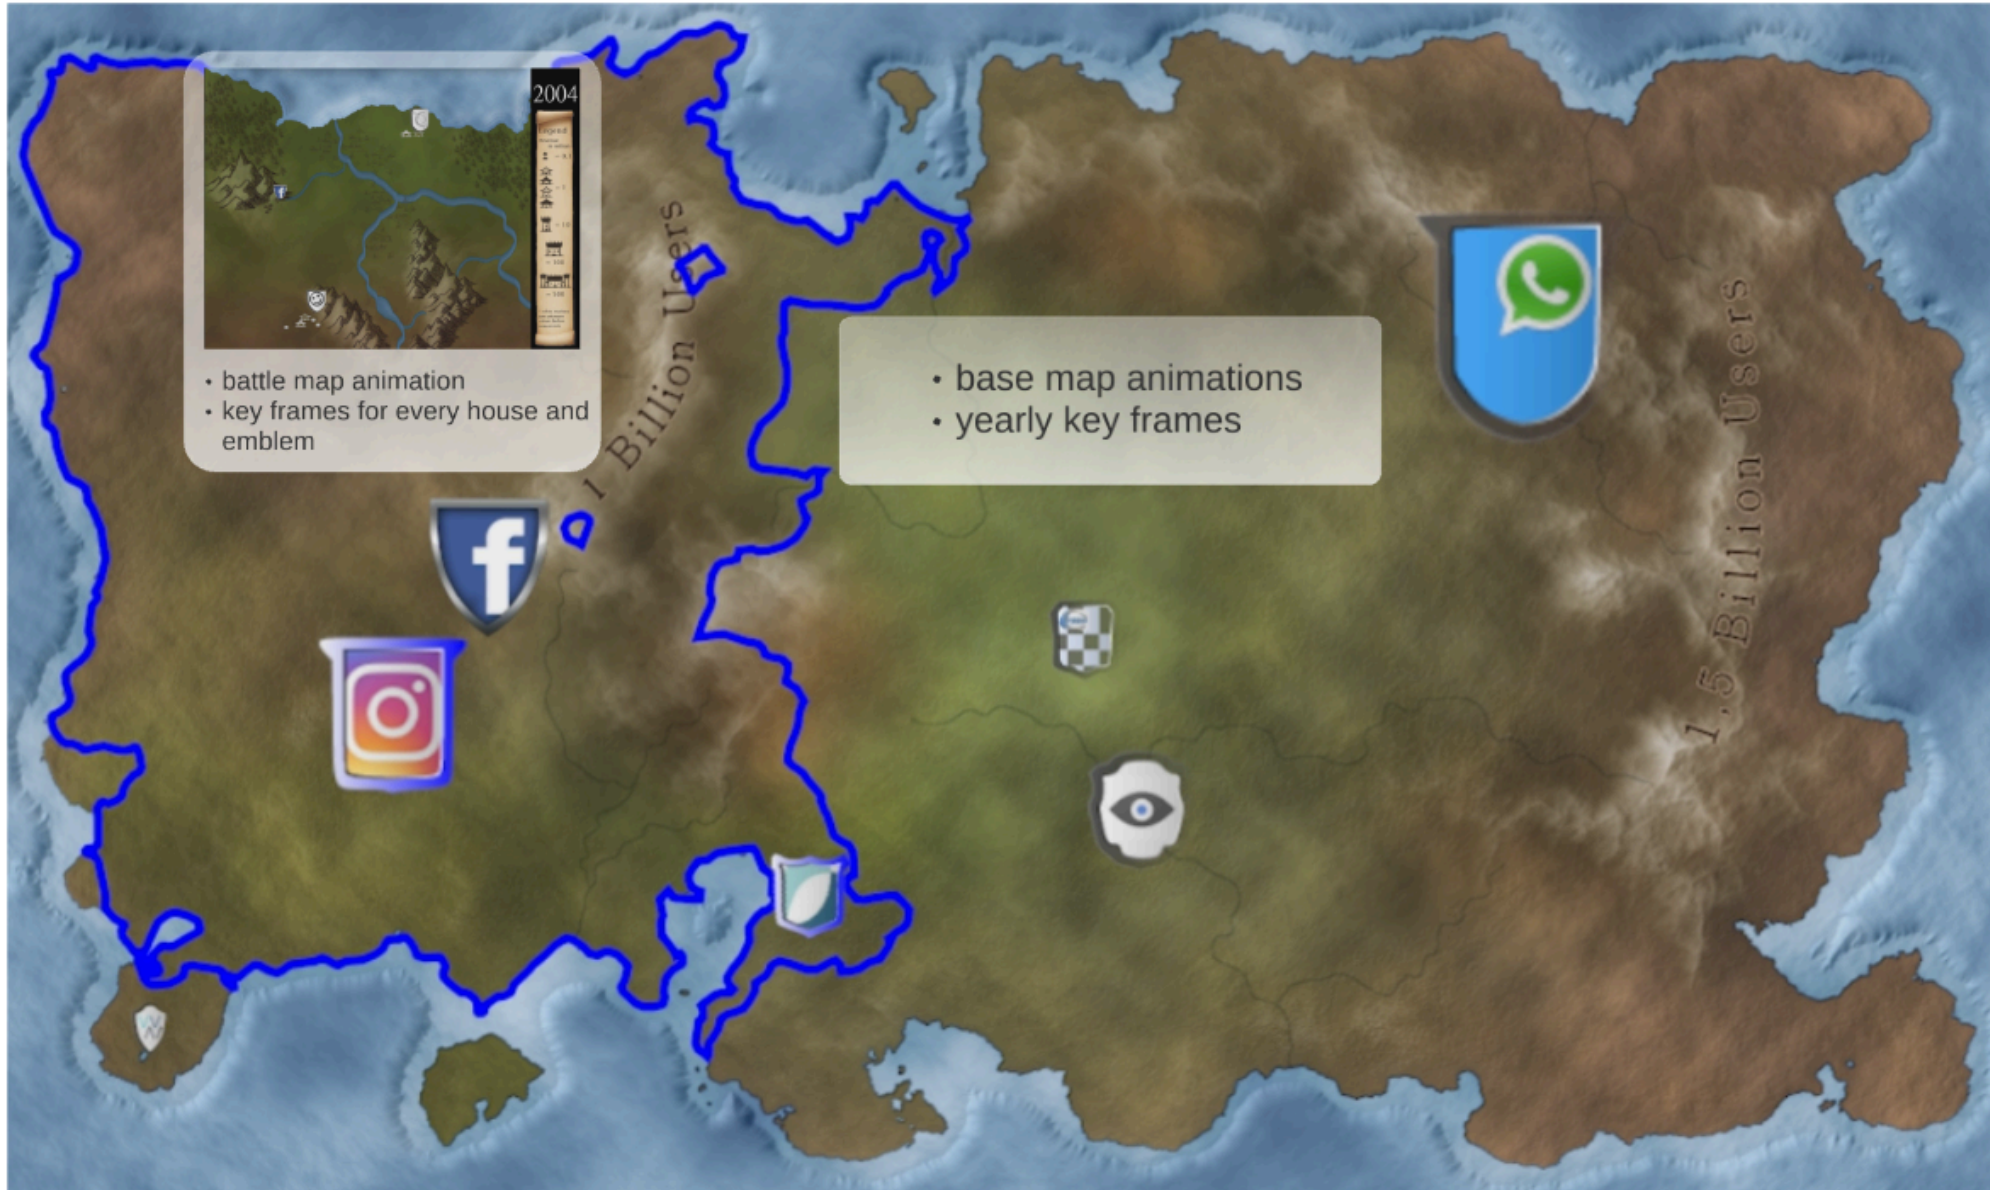 2004
Legend
• battle map animation
• key frames for every house and
emblem
1 Billion Users
• base map animations
• yearly key frames
1.5 Billion Users